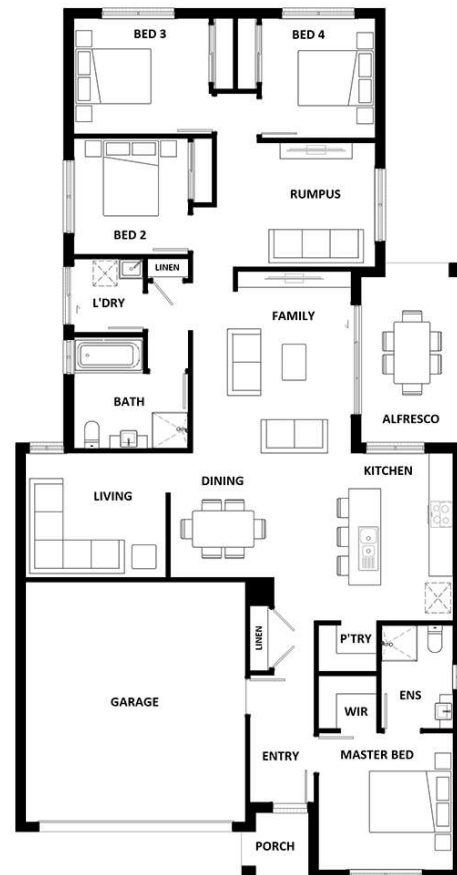 BED 3
BED 4
RUMPUS
BED 2
LINEN
L'DRY
FAMILY
BATH
ALFRESCO
KITCHEN
DINING
LIVING
LINEN
P'TRY
ENS
GARAGE
WIR
MASTER BED
ENTRY
PORCH